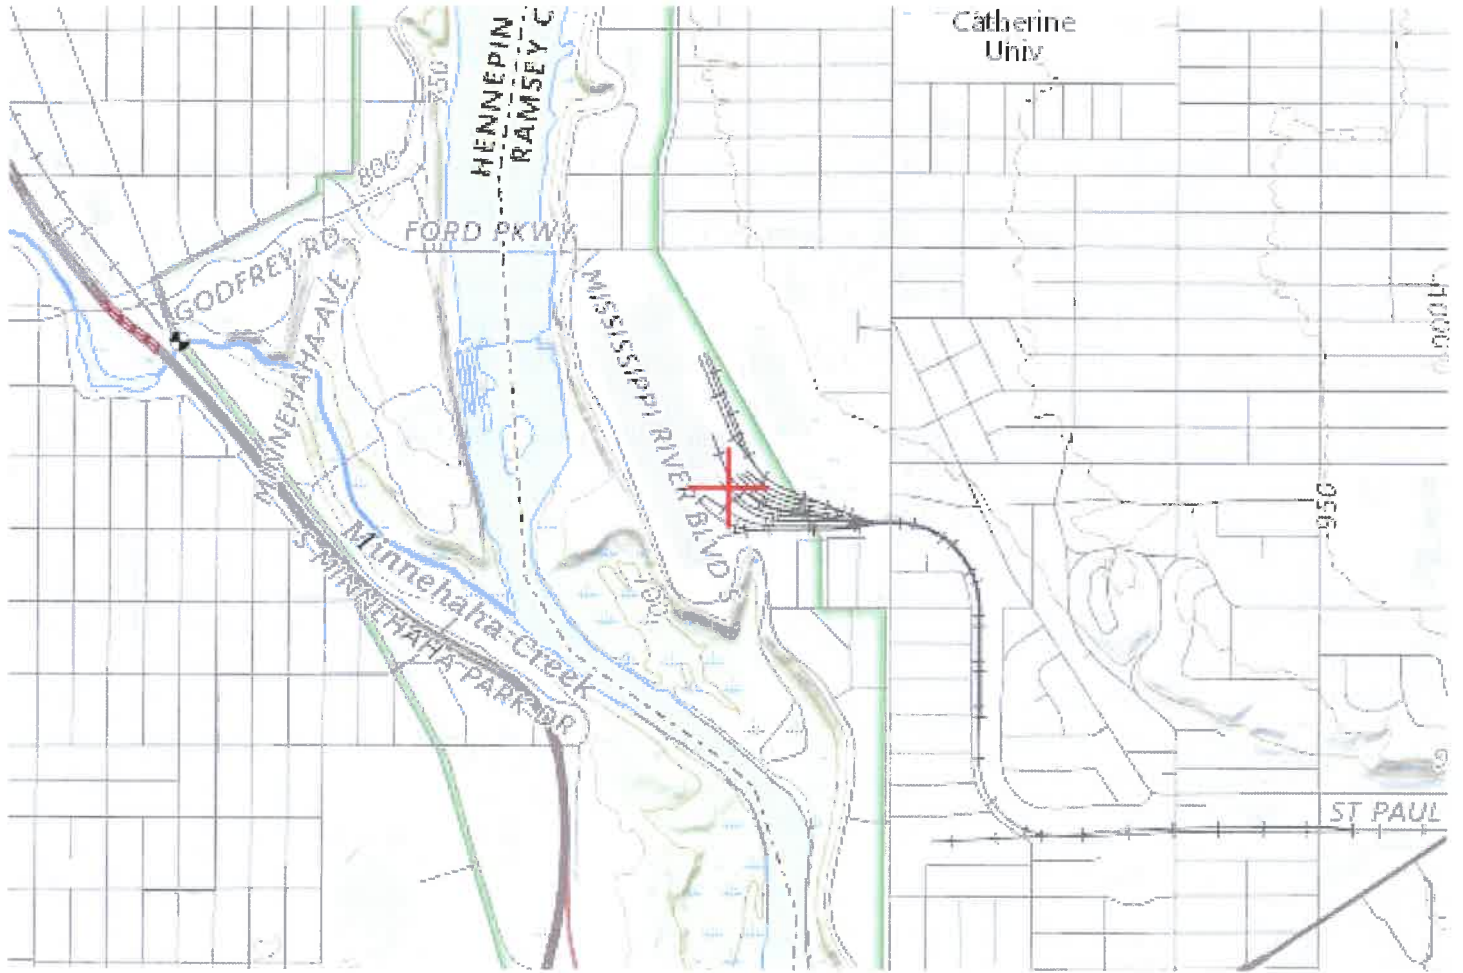 Catherine
Univ
HENNEPIN
RAMSEY C
750
800
FORD PKWY
GODFREY RD
MINNEHAHA AVE
MISSISSIPPI RIVER BLVD S
1000
950
Minnehaha Creek
S MINNEHAHA PARK DR
ST PAUL